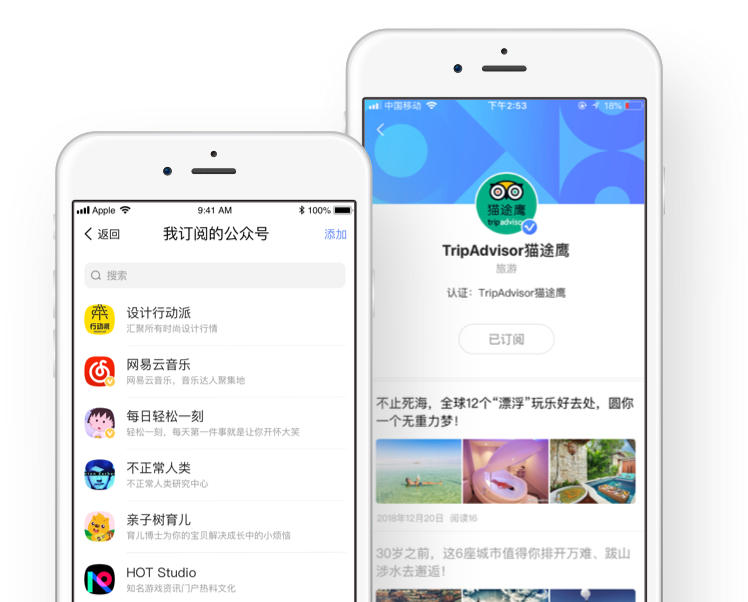 中国移动 下午2:53 18%
猫途鹰
tripadvisor
TripAdvisor猫途鹰
旅游
认证：TripAdvisor猫途鹰
已订阅
不止死海，全球12个“漂浮”玩乐好去处，圆你
一个无重力梦！
2018年12月20日 阅读16
30岁之前，这6座城市值得你排开万难、跋山
涉水去邂逅！
Apple 9:41 AM 100%
返回 我订阅的公众号 添加
搜索
行动派
设计行动派
汇聚所有时尚设计行情
网易云音乐
网易云音乐，音乐达人聚集地
每日轻松一刻
轻松一刻，每天第一件事就是让你开怀大笑
不正常人类
不正常人类研究中心
亲子树育儿
育儿博士为你的宝贝解决成长中的小烦恼
HOT Studio
知名游戏资讯门户热料文化